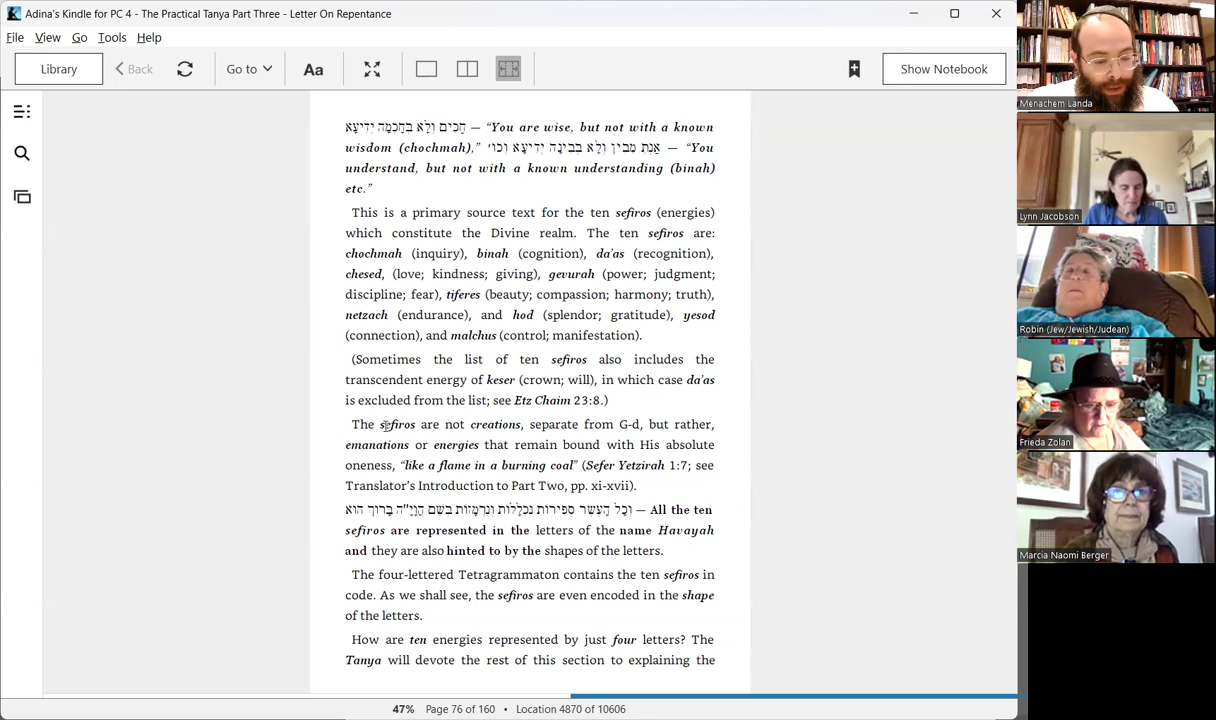 Adina's Kindle for PC 4 - The Practical Tanya Part Three - Letter On Repentance
File View Go Tools Help
Library Back Go to Aa Show Notebook
חַכִּים וְלָא בְּחָכְמָה יְדִיעָא — “You are wise, but not with a known
wisdom (chochmah),” אַנְתְּ מֵבִין וְלָא בְּבִינָה יְדִיעָא וְכוּ' — “You
understand, but not with a known understanding (binah)
etc.”
This is a primary source text for the ten sefiros (energies)
which constitute the Divine realm. The ten sefiros are:
chochmah (inquiry), binah (cognition), da'as (recognition),
chesed, (love; kindness; giving), gevurah (power; judgment;
discipline; fear), tiferes (beauty; compassion; harmony; truth),
netzach (endurance), and hod (splendor; gratitude), yesod
(connection), and malchus (control; manifestation).
(Sometimes the list of ten sefiros also includes the
transcendent energy of keser (crown; will), in which case da'as
is excluded from the list; see Etz Chaim 23:8.)
The sefiros are not creations, separate from G-d, but rather,
emanations or energies that remain bound with His absolute
oneness, “like a flame in a burning coal” (Sefer Yetzirah 1:7; see
Translator's Introduction to Part Two, pp. xi-xvii).
וְכָל הָעֶשֶׂר סְפִירוֹת נִכְלָלוֹת וְנִרְמָזוֹת בְּשֵׁם הֲוָיָ"ה בָּרוּךְ הוּא — All the ten
sefiros are represented in the letters of the name Havayah
and they are also hinted to by the shapes of the letters.
The four-lettered Tetragrammaton contains the ten sefiros in
code. As we shall see, the sefiros are even encoded in the shape
of the letters.
How are ten energies represented by just four letters? The
Tanya will devote the rest of this section to explaining the
47% Page 76 of 160 • Location 4870 of 10606
Menachem Landa
Lynn Jacobson
Robin (Jew/Jewish/Judean)
Frieda Zolan
Marcia Naomi Berger